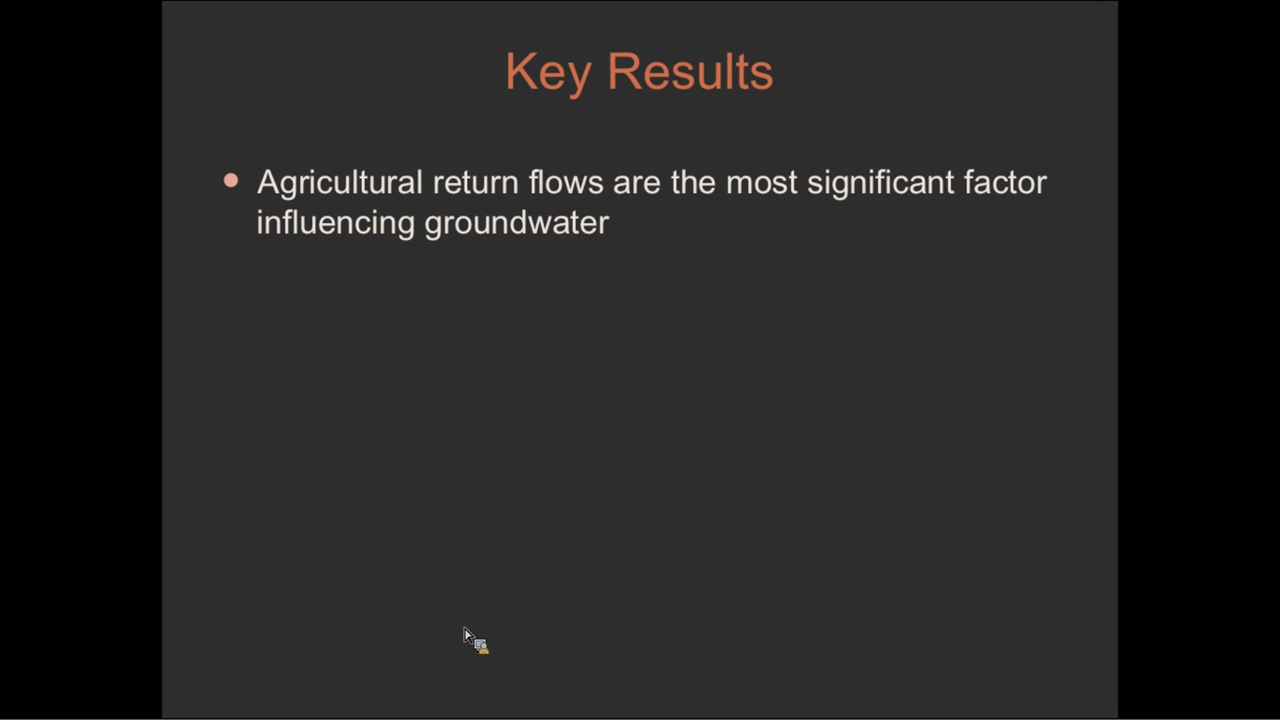 Key Results
Agricultural return flows are the most significant factor
influencing groundwater